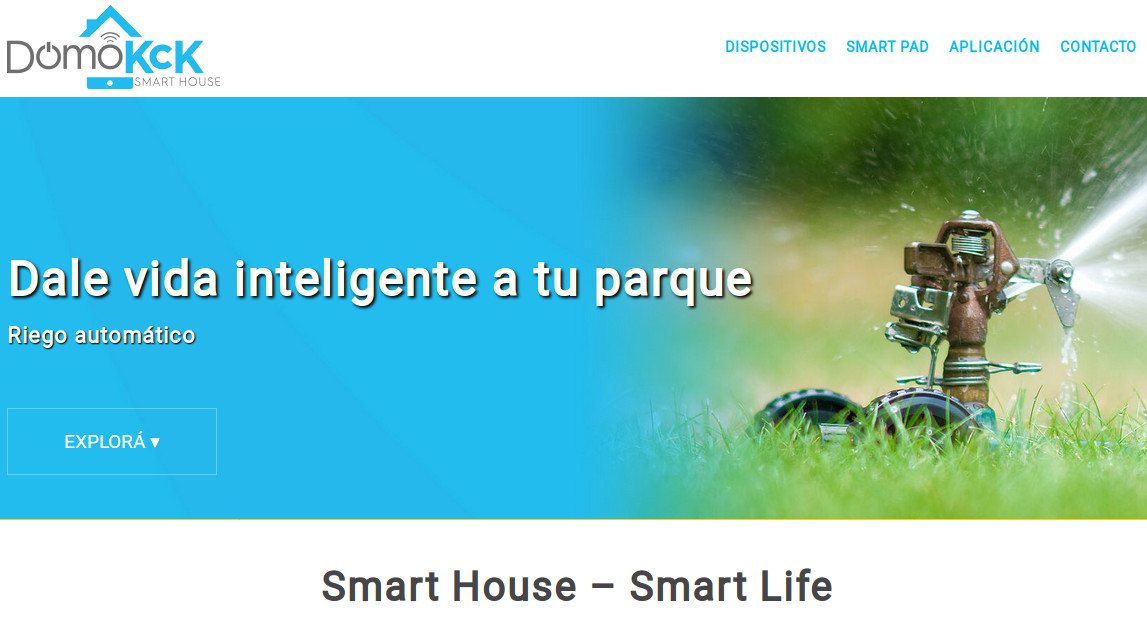 DomoKcK
SMART HOUSE
DISPOSITIVOS SMART PAD APLICACIÓN CONTACTO
Dale vida inteligente a tu parque
Riego automático
EXPLORÁ ▾
Smart House – Smart Life